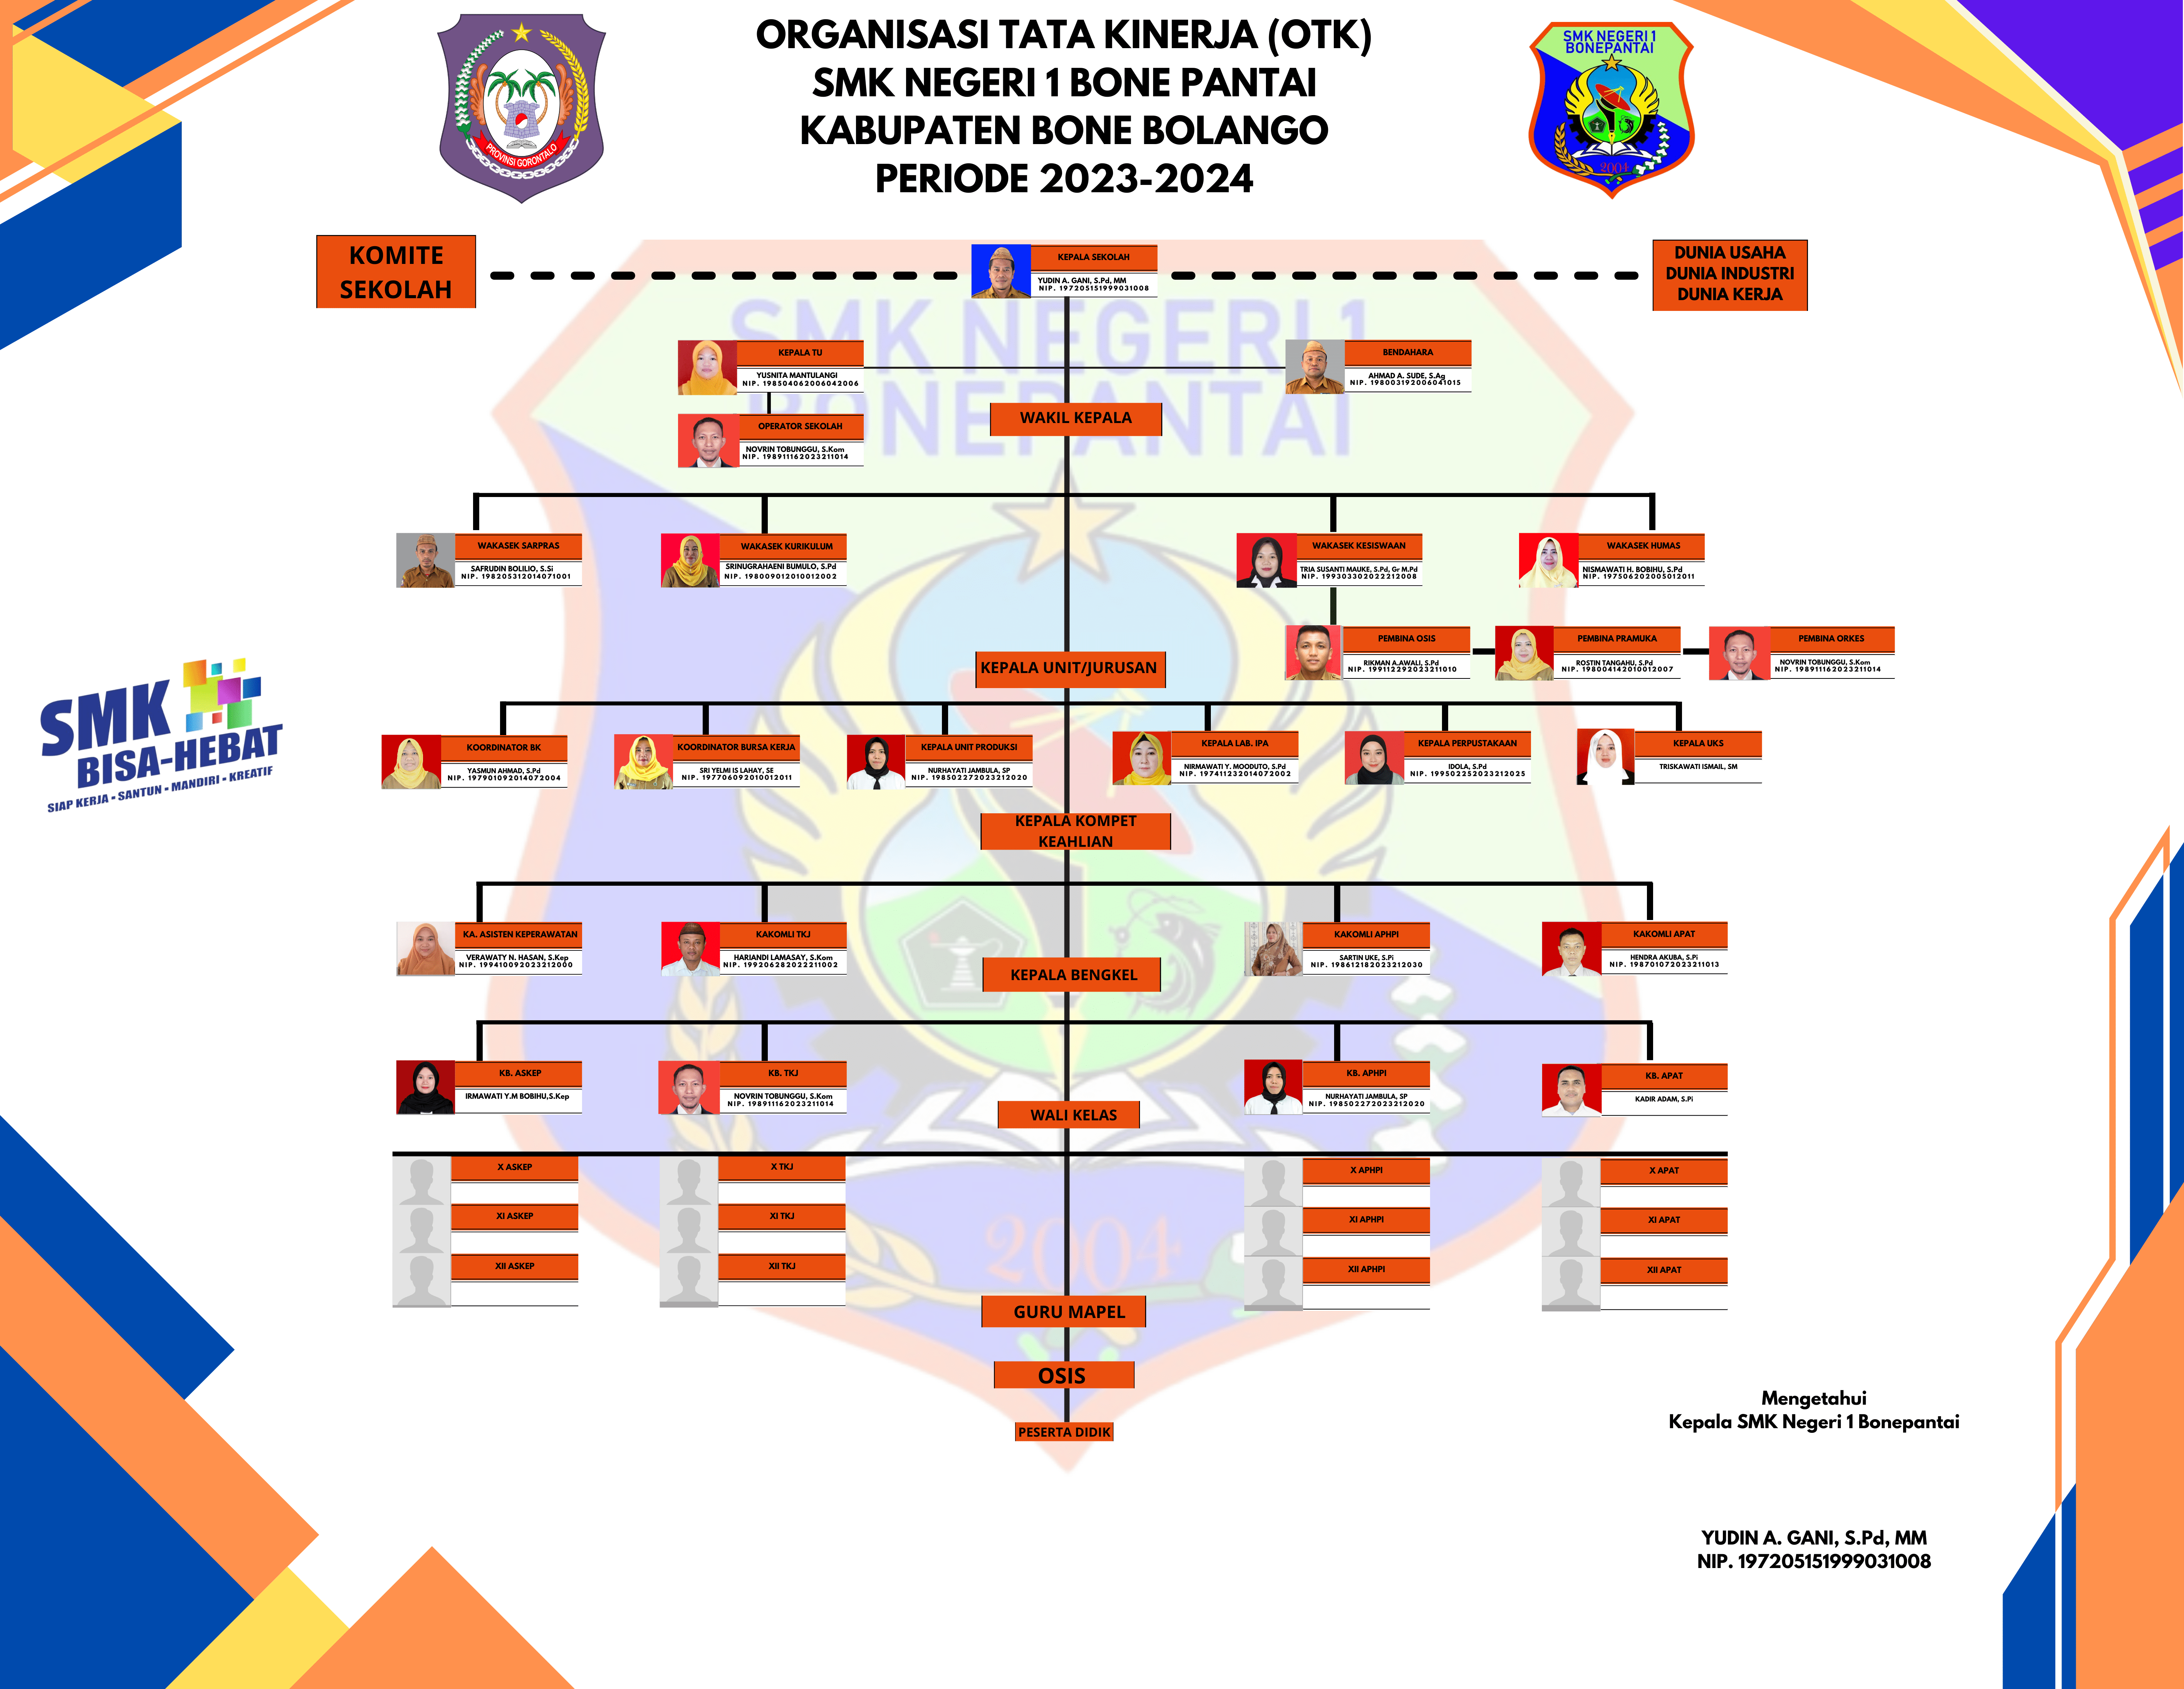 ORGANISASI TATA KINERJA (OTK)
SMK NEGERI 1 BONE PANTAI
KABUPATEN BONE BOLANGO
PERIODE 2023-2024
PROVINSI GORONTALO
SMK NEGERI 1
BONEPANTAI
2004
KOMITE
SEKOLAH
KEPALA SEKOLAH
YUDIN A. GANI, S.Pd, MM
NIP. 197205151999031008
DUNIA USAHA
DUNIA INDUSTRI
DUNIA KERJA
SMK NEGERI 1
BONEPANTAI
KEPALA TU
YUSNITA MANTULANGI
NIP. 198504062006042006
BENDAHARA
AHMAD A. SUDE, S.Ag
NIP. 198003192006041015
WAKIL KEPALA
OPERATOR SEKOLAH
NOVRIN TOBUNGGU, S.Kom
NIP. 198911162023211014
WAKASEK SARPRAS
SAFRUDIN BOLILIO, S.Si
NIP. 198205312014071001
WAKASEK KURIKULUM
SRINUGRAHAENI BUMULO, S.Pd
NIP. 198009012010012002
WAKASEK KESISWAAN
TRIA SUSANTI MAUKE, S.Pd, Gr M.Pd
NIP. 199303302022212008
WAKASEK HUMAS
NISMAWATI H. BOBIHU, S.Pd
NIP. 197506202005012011
PEMBINA OSIS
RIKMAN A.AWALI, S.Pd
NIP. 199112292023211010
PEMBINA PRAMUKA
ROSTIN TANGAHU, S.Pd
NIP. 198004142010012007
PEMBINA ORKES
NOVRIN TOBUNGGU, S.Kom
NIP. 198911162023211014
KEPALA UNIT/JURUSAN
SMK
BISA-HEBAT
SIAP KERJA • SANTUN • MANDIRI • KREATIF
KOORDINATOR BK
YASMUN AHMAD, S.Pd
NIP. 197901092014072004
KOORDINATOR BURSA KERJA
SRI YELMI IS LAHAY, SE
NIP. 197706092010012011
KEPALA UNIT PRODUKSI
NURHAYATI JAMBULA, SP
NIP. 198502272023212020
KEPALA LAB. IPA
NIRMAWATI Y. MOODUTO, S.Pd
NIP. 197411232014072002
KEPALA PERPUSTAKAAN
IDOLA, S.Pd
NIP. 199502252023212025
KEPALA UKS
TRISKAWATI ISMAIL, SM
KEPALA KOMPET
KEAHLIAN
KA. ASISTEN KEPERAWATAN
VERAWATY N. HASAN, S.Kep
NIP. 199410092023212000
KAKOMLI TKJ
HARIANDI LAMASAY, S.Kom
NIP. 199206282022211002
KAKOMLI APHPI
SARTIN UKE, S.Pi
NIP. 198612182023212030
KAKOMLI APAT
HENDRA AKUBA, S.Pi
NIP. 198701072023211013
KEPALA BENGKEL
KB. ASKEP
IRMAWATI Y.M BOBIHU,S.Kep
KB. TKJ
NOVRIN TOBUNGGU, S.Kom
NIP. 198911162023211014
KB. APHPI
NURHAYATI JAMBULA, SP
NIP. 198502272023212020
KB. APAT
KADIR ADAM, S.Pi
WALI KELAS
X ASKEP
X TKJ
X APHPI
X APAT
XI ASKEP
XI TKJ
XI APHPI
XI APAT
XII ASKEP
XII TKJ
XII APHPI
XII APAT
2004
GURU MAPEL
OSIS
PESERTA DIDIK
Mengetahui
Kepala SMK Negeri 1 Bonepantai
YUDIN A. GANI, S.Pd, MM
NIP. 197205151999031008